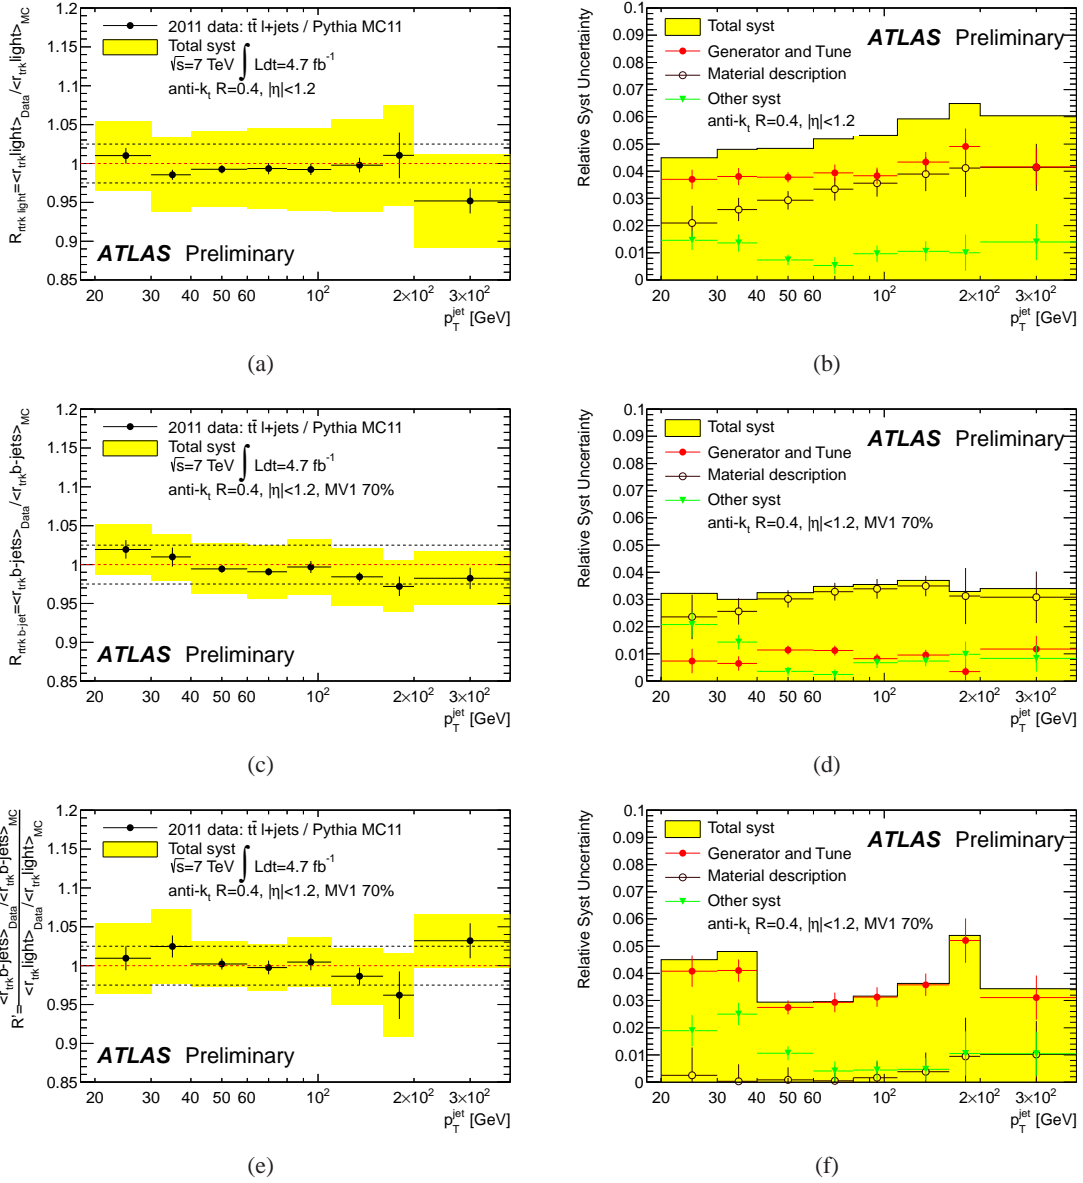 1.2
1.15
1.1
1.05
1
0.95
0.9
0.85
R_rtrk light=<r_trk light>_Data/<r_trk light>_MC
2011 data: tt̄ l+jets / Pythia MC11
Total syst
√s=7 TeV ∫ Ldt=4.7 fb⁻¹
anti-k_t R=0.4, |η|<1.2
ATLAS Preliminary
20 30 40 50 60 10² 2×10² 3×10²
p_T^jet [GeV]
(a)
0.1
0.09
0.08
0.07
0.06
0.05
0.04
0.03
0.02
0.01
0
Relative Syst Uncertainty
Total syst
Generator and Tune
Material description
Other syst
anti-k_t R=0.4, |η|<1.2
ATLAS Preliminary
20 30 40 50 60 10² 2×10² 3×10²
p_T^jet [GeV]
(b)
1.2
1.15
1.1
1.05
1
0.95
0.9
0.85
R_rtrk b-jet=<r_trk b-jets>_Data/<r_trk b-jets>_MC
2011 data: tt̄ l+jets / Pythia MC11
Total syst
√s=7 TeV ∫ Ldt=4.7 fb⁻¹
anti-k_t R=0.4, |η|<1.2, MV1 70%
ATLAS Preliminary
20 30 40 50 60 10² 2×10² 3×10²
p_T^jet [GeV]
(c)
0.1
0.09
0.08
0.07
0.06
0.05
0.04
0.03
0.02
0.01
0
Relative Syst Uncertainty
Total syst
Generator and Tune
Material description
Other syst
anti-k_t R=0.4, |η|<1.2, MV1 70%
ATLAS Preliminary
20 30 40 50 60 10² 2×10² 3×10²
p_T^jet [GeV]
(d)
1.2
1.15
1.1
1.05
1
0.95
0.9
0.85
<r_trk b-jets>_Data/<r_trk b-jets>_MC
R'=
<r_trk light>_Data/<r_trk light>_MC
2011 data: tt̄ l+jets / Pythia MC11
Total syst
√s=7 TeV ∫ Ldt=4.7 fb⁻¹
anti-k_t R=0.4, |η|<1.2, MV1 70%
ATLAS Preliminary
20 30 40 50 60 10² 2×10² 3×10²
p_T^jet [GeV]
(e)
0.1
0.09
0.08
0.07
0.06
0.05
0.04
0.03
0.02
0.01
0
Relative Syst Uncertainty
Total syst
Generator and Tune
Material description
Other syst
anti-k_t R=0.4, |η|<1.2, MV1 70%
ATLAS Preliminary
20 30 40 50 60 10² 2×10² 3×10²
p_T^jet [GeV]
(f)